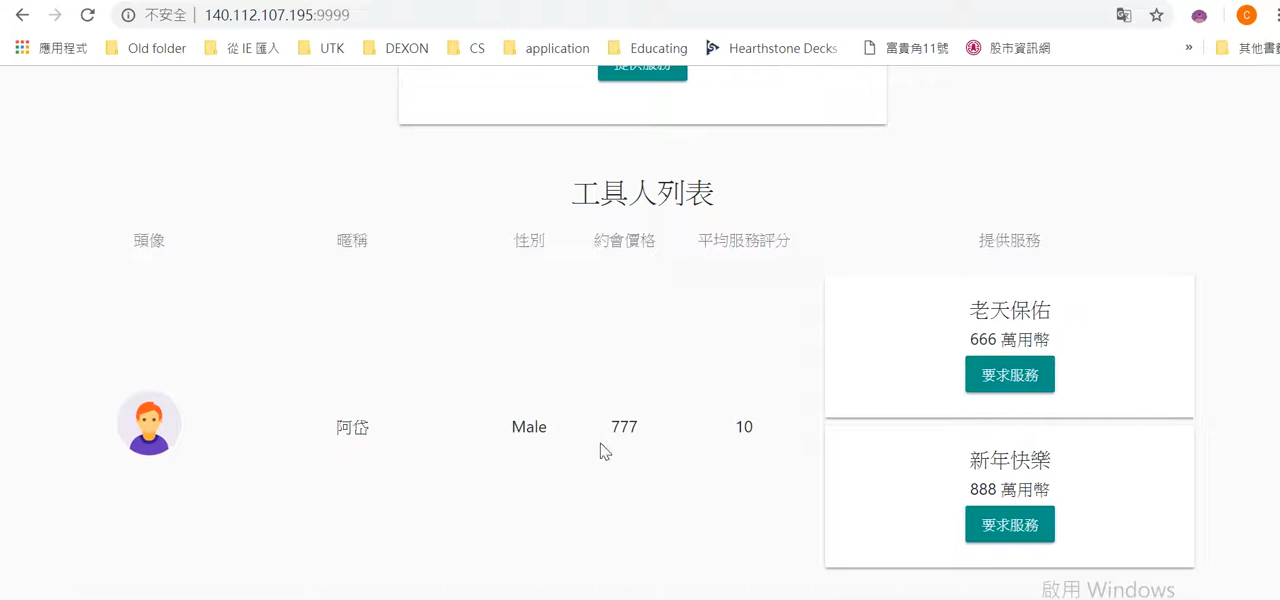 不安全 140.112.107.195:9999
應用程式 Old folder 從 IE 匯入 UTK DEXON CS application Educating Hearthstone Decks 富貴角11號 股市資訊網 » 其他書籤
提供服務
工具人列表
頭像 暱稱 性別 約會價格 平均服務評分 提供服務
老天保佑
666 萬用幣
要求服務
阿岱 Male 777 10
新年快樂
888 萬用幣
要求服務
啟用 Windows
C